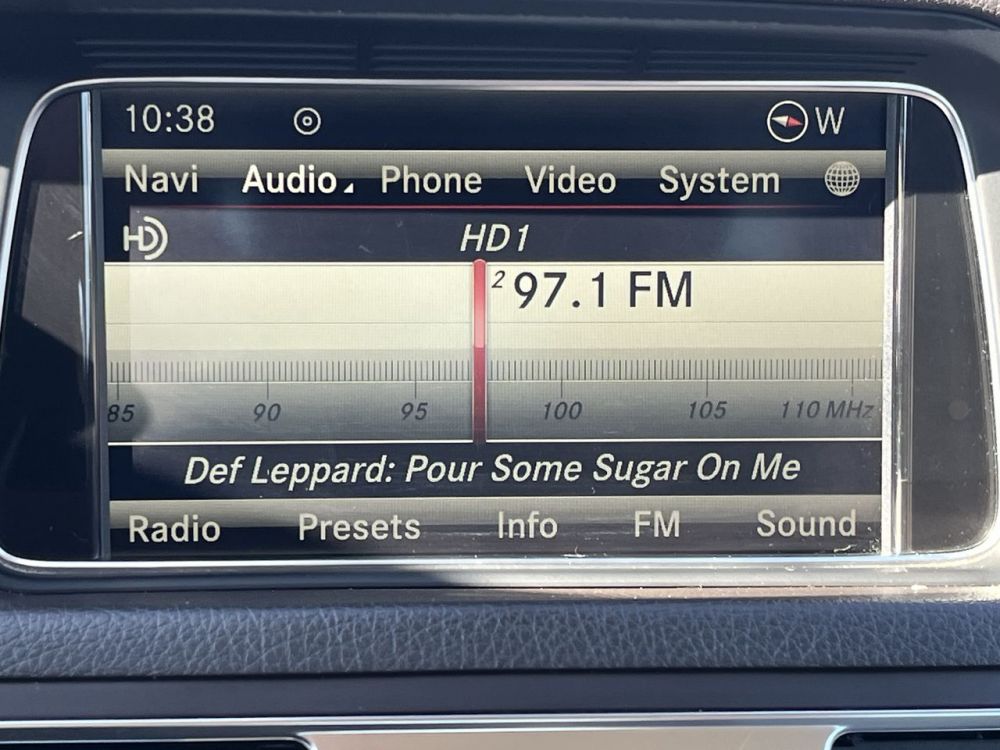 10:38 W
Navi Audio Phone Video System
HD HD1
2 97.1 FM
85 90 95 100 105 110 MHz
Def Leppard: Pour Some Sugar On Me
Radio Presets Info FM Sound